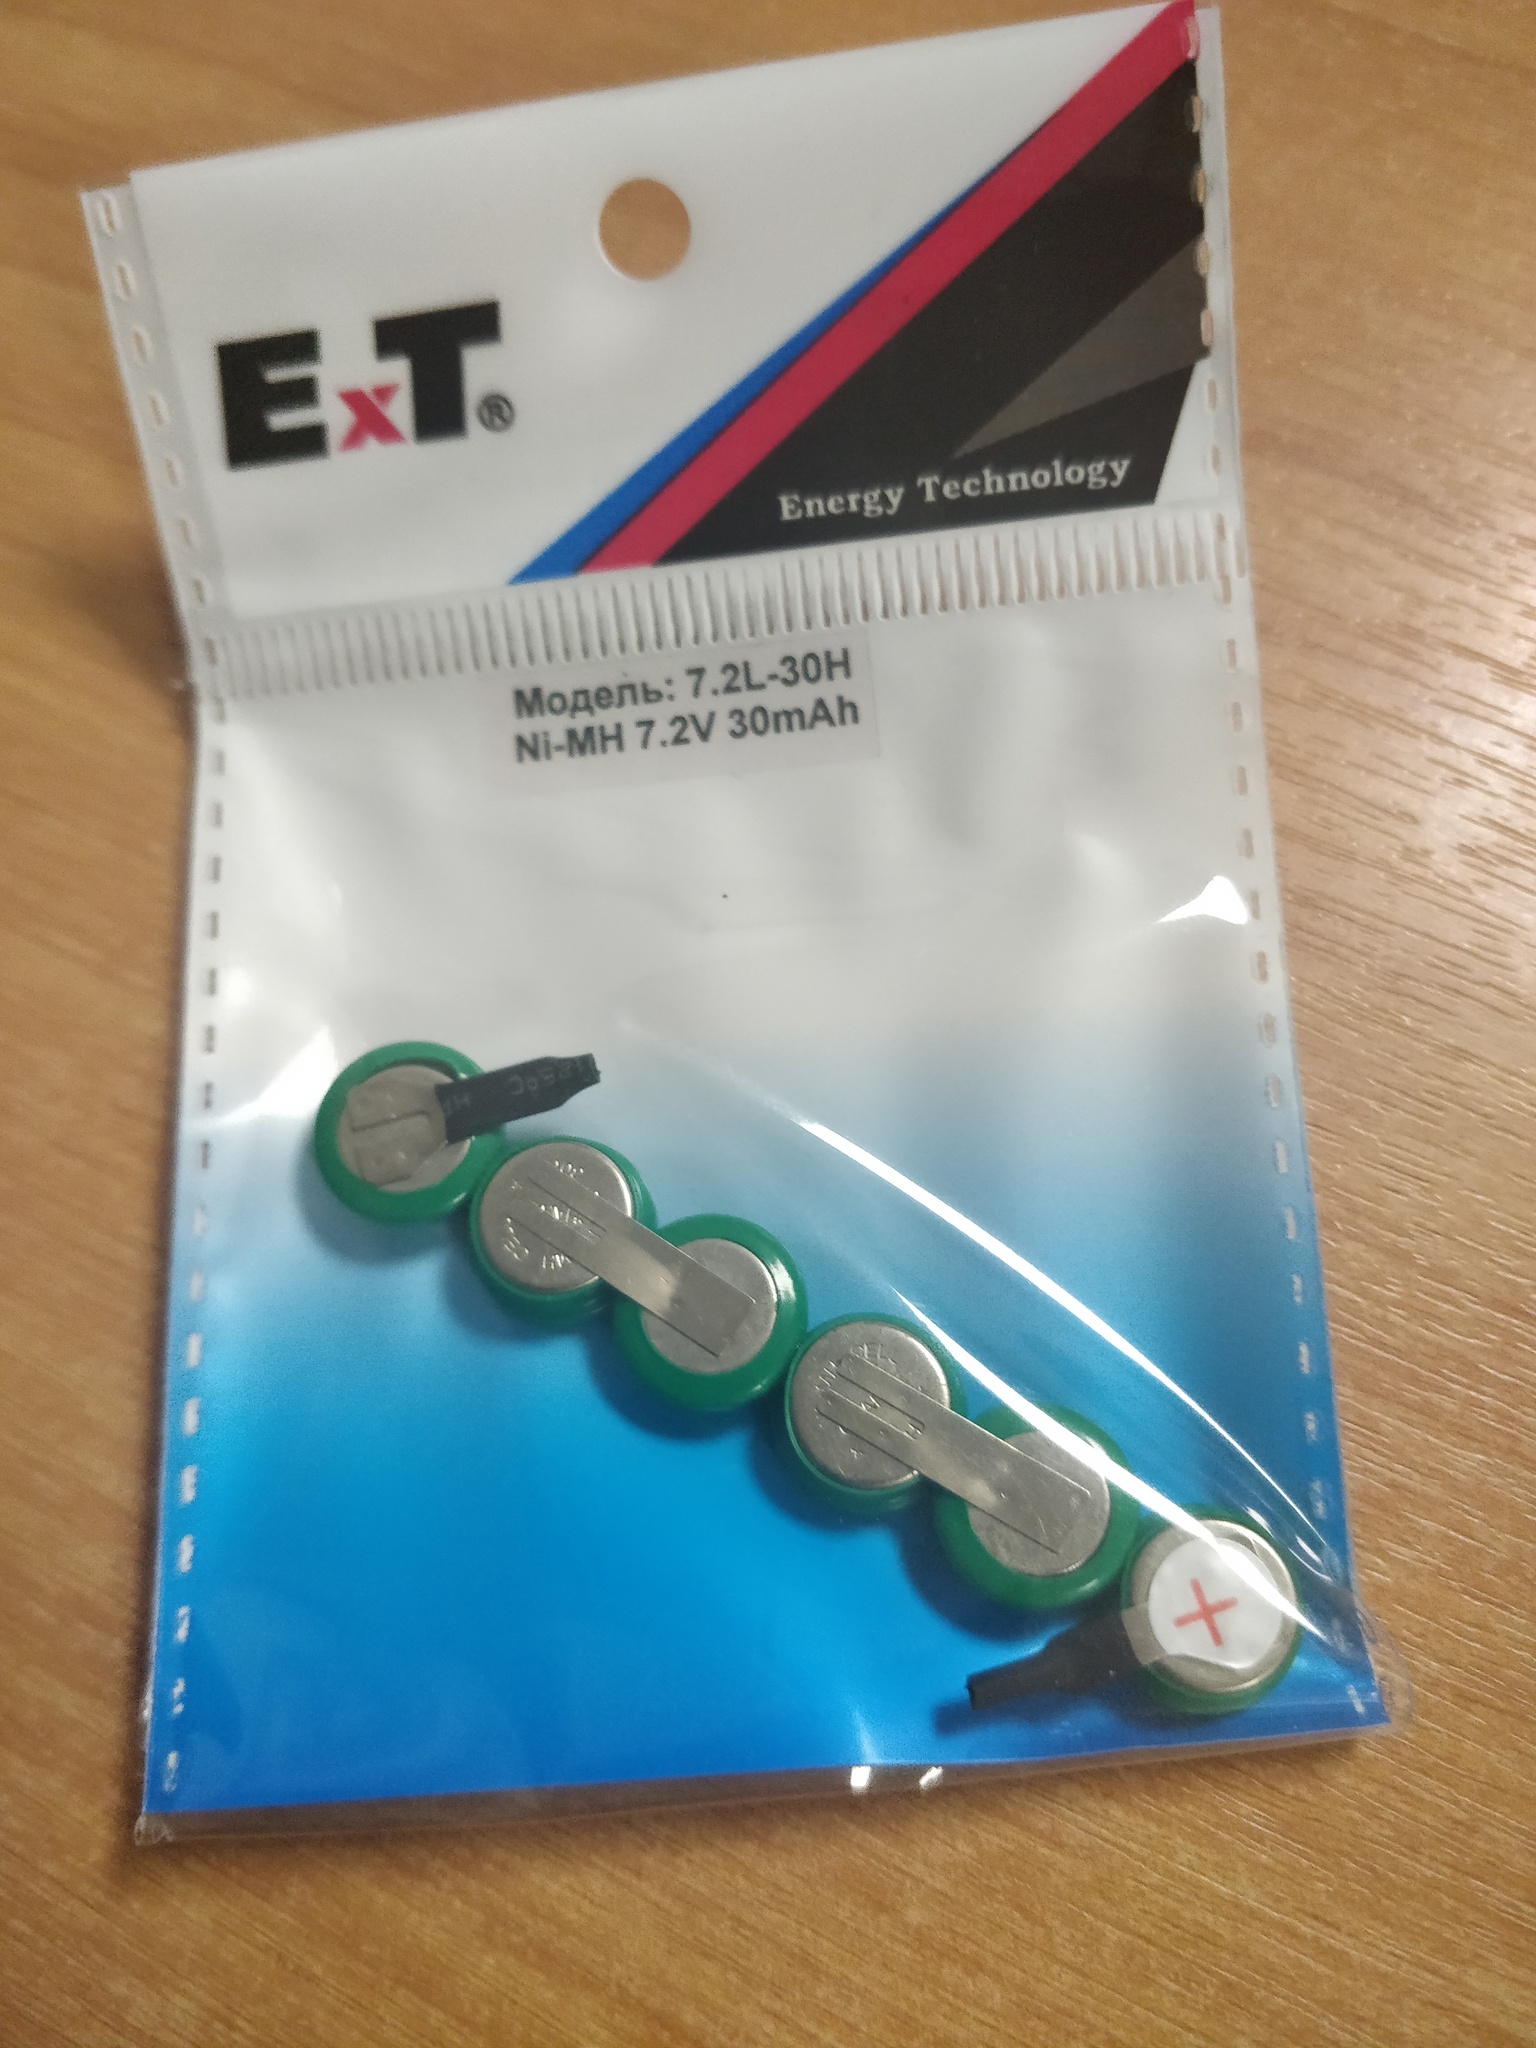 ExT®
Energy Technology
Модель: 7.2L-30H
Ni-MH 7.2V 30mAh
+